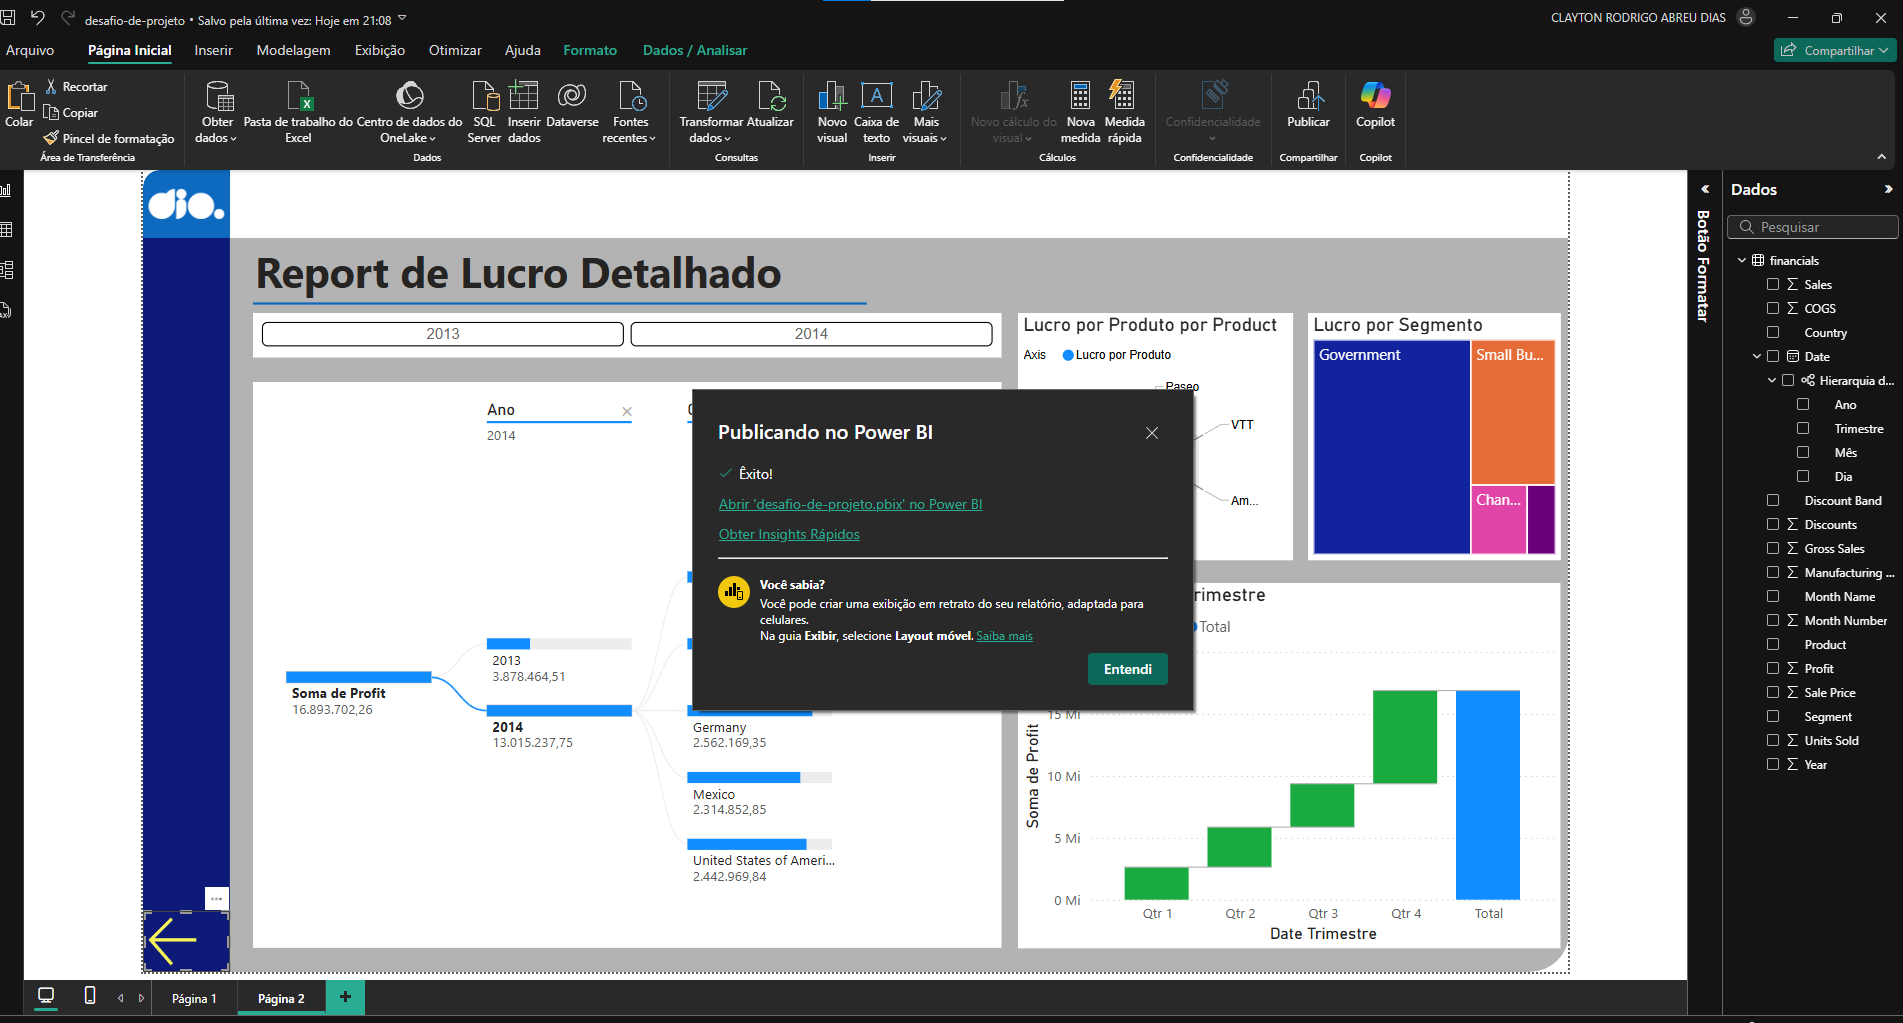 desafio-de-projeto • Salvo pela última vez: Hoje em 21:08
CLAYTON RODRIGO ABREU DIAS
Arquivo
Página Inicial
Inserir
Modelagem
Exibição
Otimizar
Ajuda
Formato
Dados / Analisar
Compartilhar
Colar
Recortar
Copiar
Pincel de formatação
Área de Transferência
Obter dados
Pasta de trabalho do Excel
Centro de dados do OneLake
SQL Server
Inserir dados
Dataverse
Fontes recentes
Dados
Transformar dados
Atualizar
Consultas
Novo visual
Caixa de texto
Mais visuais
Inserir
Novo cálculo do visual
Nova medida
Medida rápida
Cálculos
Confidencialidade
Confidencialidade
Publicar
Compartilhar
Copilot
Copilot
dio.
Report de Lucro Detalhado
2013
2014
Ano
2014
Soma de Profit
16.893.702,26
2013
3.878.464,51
2014
13.015.237,75
Germany
2.562.169,35
Mexico
2.314.852,85
United States of Ameri...
2.442.969,84
Lucro por Produto por Product
Axis
Lucro por Produto
Paseo
VTT
Am...
Lucro por Segmento
Government
Small Bu...
Chan...
Publicando no Power BI
Êxito!
Abrir 'desafio-de-projeto.pbix' no Power BI
Obter Insights Rápidos
Você sabia?
Você pode criar uma exibição em retrato do seu relatório, adaptada para
celulares.
Na guia Exibir, selecione Layout móvel. Saiba mais
Entendi
rimestre
Total
Soma de Profit
15 Mi
10 Mi
5 Mi
0 Mi
Qtr 1
Qtr 2
Qtr 3
Qtr 4
Total
Date Trimestre
Botão Formatar
Dados
Pesquisar
financials
Sales
COGS
Country
Date
Hierarquia d...
Ano
Trimestre
Mês
Dia
Discount Band
Discounts
Gross Sales
Manufacturing ...
Month Name
Month Number
Product
Profit
Sale Price
Segment
Units Sold
Year
Página 1
Página 2